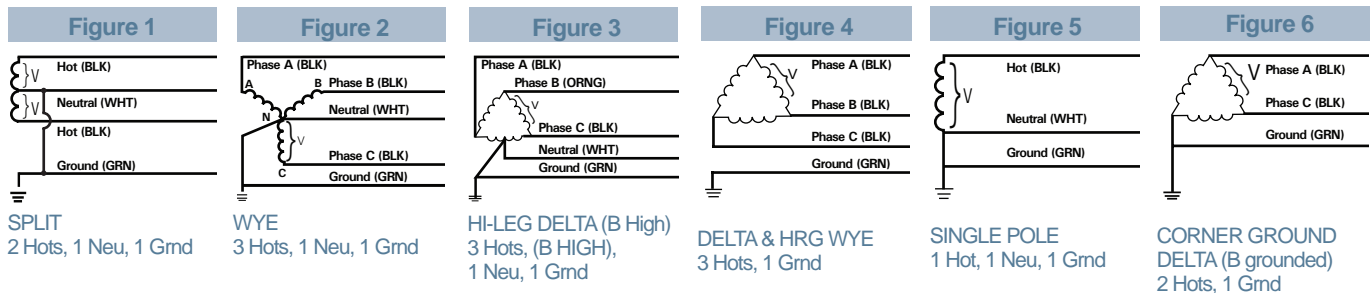 Figure 1
Hot (BLK)
V
Neutral (WHT)
V
Hot (BLK)
Ground (GRN)
SPLIT
2 Hots, 1 Neu, 1 Grnd
Figure 2
Phase A (BLK)
A
B
Phase B (BLK)
N
Neutral (WHT)
V
Phase C (BLK)
C
Ground (GRN)
WYE
3 Hots, 1 Neu, 1 Grnd
Figure 3
Phase A (BLK)
Phase B (ORNG)
V
Phase C (BLK)
Neutral (WHT)
Ground (GRN)
HI-LEG DELTA (B High)
3 Hots, (B HIGH),
1 Neu, 1 Grnd
Figure 4
V
Phase A (BLK)
Phase B (BLK)
Phase C (BLK)
Ground (GRN)
DELTA & HRG WYE
3 Hots, 1 Grnd
Figure 5
Hot (BLK)
V
Neutral (WHT)
Ground (GRN)
SINGLE POLE
1 Hot, 1 Neu, 1 Grnd
Figure 6
V
Phase A (BLK)
Phase C (BLK)
Ground (GRN)
CORNER GROUND
DELTA (B grounded)
2 Hots, 1 Grnd